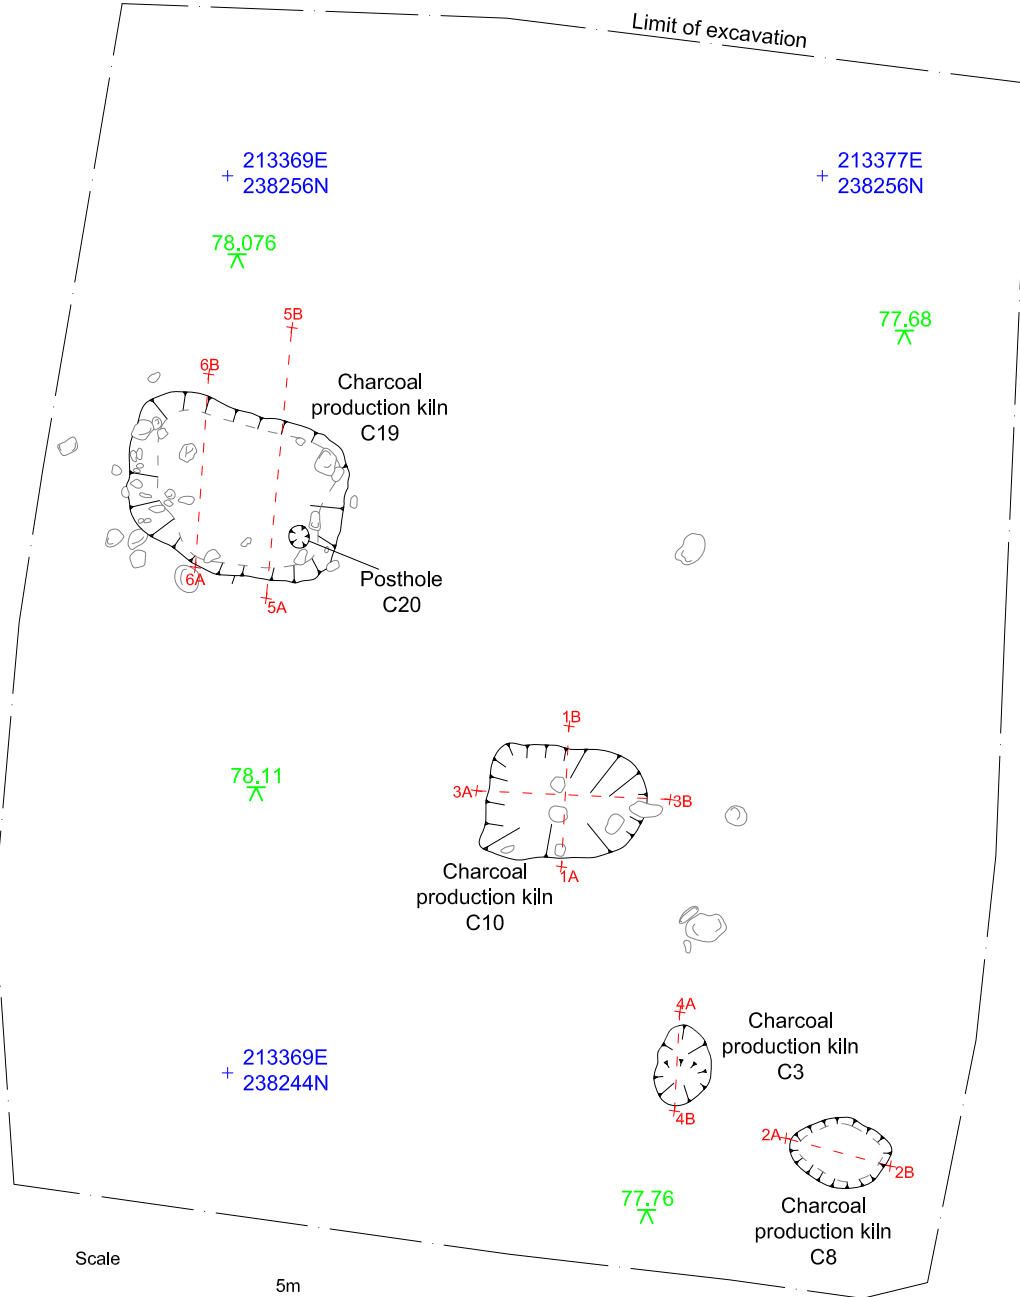 Limit of excavation
213369E
238256N
213377E
238256N
78.076
77.68
5B
6B
Charcoal
production kiln
C19
6A
5A
Posthole
C20
1B
78.11
3A
3B
1A
Charcoal
production kiln
C10
4A
Charcoal
production kiln
C3
213369E
238244N
4B
2A
2B
77.76
Charcoal
production kiln
C8
Scale
5m